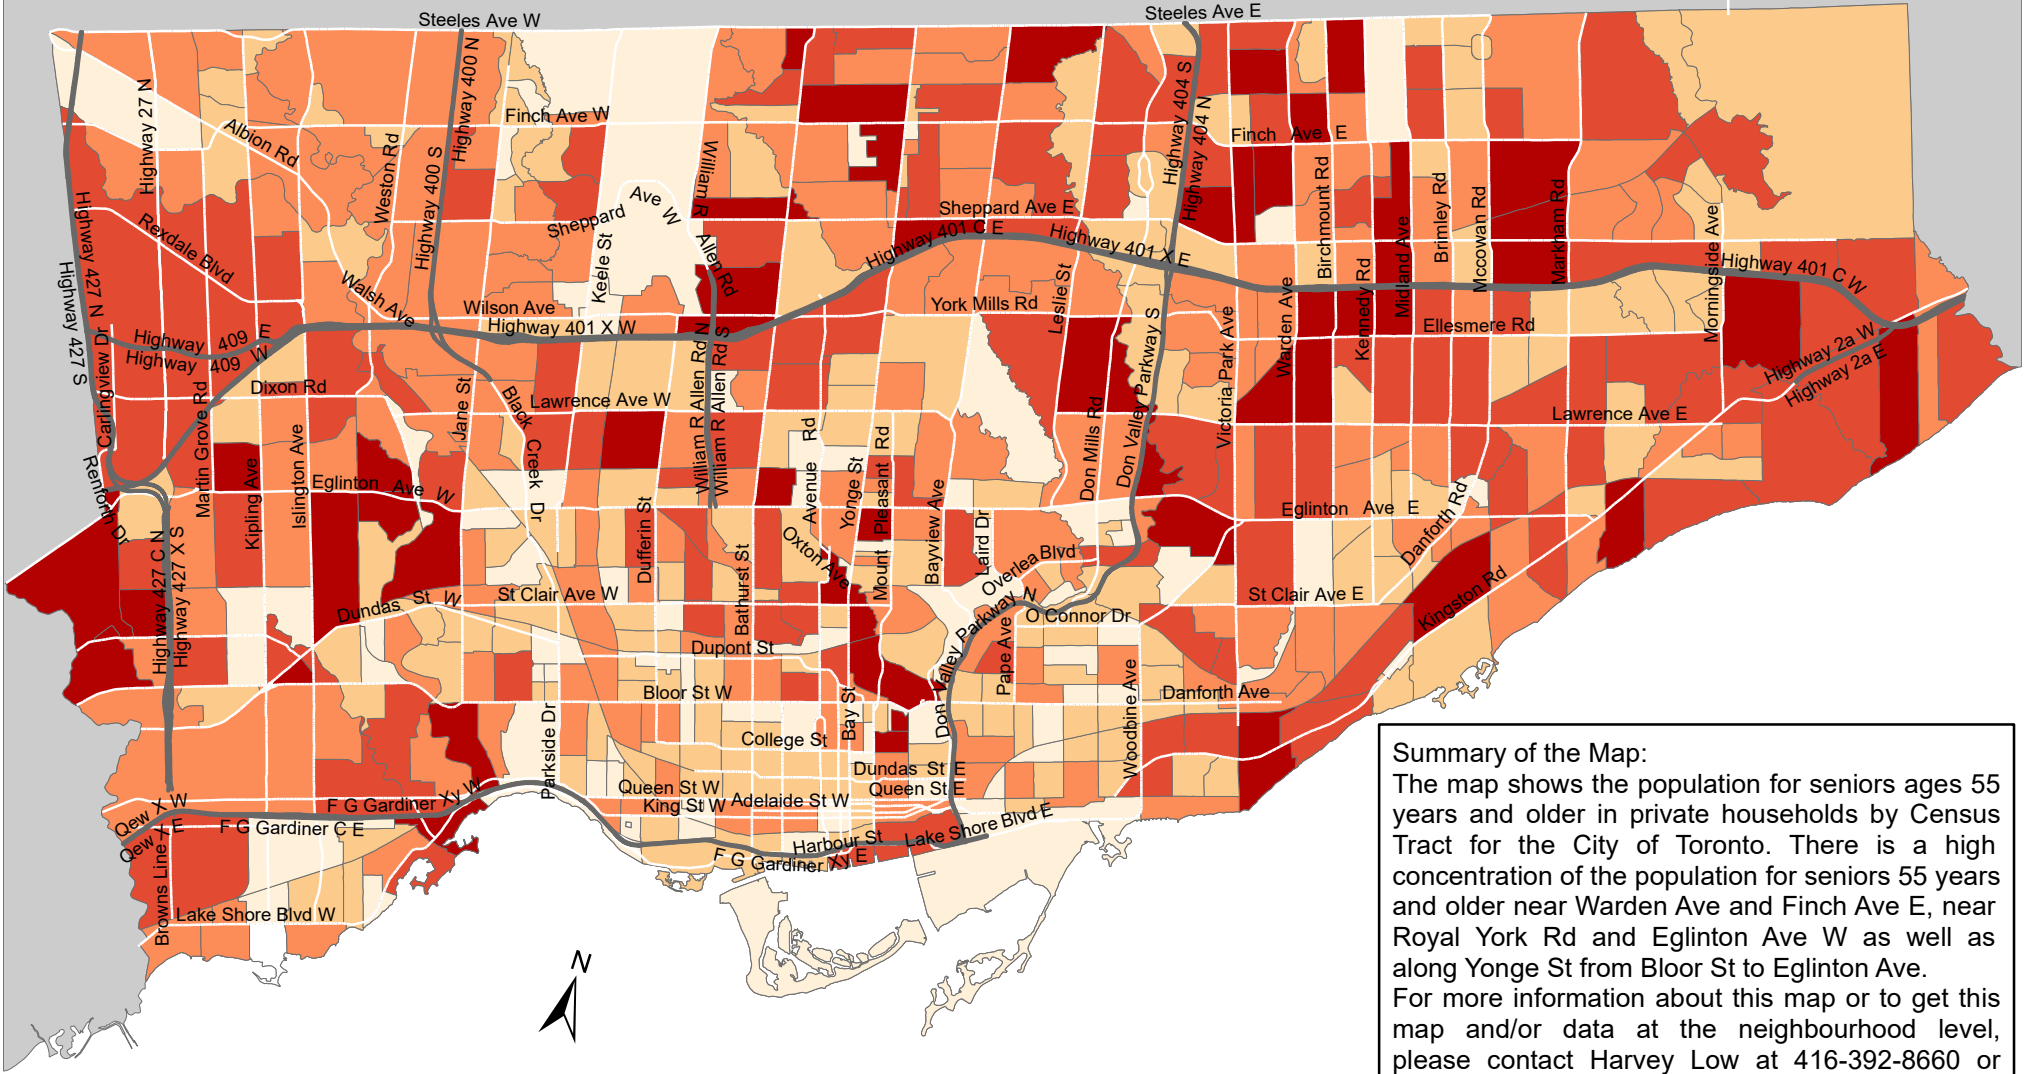 Steeles Ave W
Steeles Ave E
Highway 27 N
Albion Rd
Weston Rd
Highway 400 N
Highway 400 S
Finch Ave W
William R
Allen Rd
Sheppard Ave W
Keele St
Highway 404 S
Highway 404 N
Finch Ave E
Sheppard Ave E
Highway 401 C E
Highway 401 X E
Birchmount Rd
Kennedy Rd
Midland Ave
Brimley Rd
Mccowan Rd
Markham Rd
Morningside Ave
Highway 401 C W
Highway 427 N
Highway 427 S
Rexdale Blvd
Walsh Ave
Wilson Ave
Highway 401 X W
York Mills Rd
Leslie St
Ellesmere Rd
Warden Ave
Victoria Park Ave
Highway 409 E
Highway 409 W
Carlingview Dr
Dixon Rd
Martin Grove Rd
Jane St
Black Creek Dr
Lawrence Ave W
William R Allen Rd N
William R Allen Rd S
Don Valley Parkway S
Don Mills Rd
Lawrence Ave E
Highway 2a W
Highway 2a E
Renforth Dr
Kipling Ave
Islington Ave
Eglinton Ave W
Dufferin St
Bathurst St
Avenue Rd
Yonge St
Mount Pleasant Rd
Oxton Ave
Bayview Ave
Laird Dr
Overlea Blvd
Eglinton Ave E
Danforth Rd
Highway 427 C N
Highway 427 X S
Dundas St W
St Clair Ave W
St Clair Ave E
Kingston Rd
O Connor Dr
Don Valley Parkway N
Pape Ave
Dupont St
Bloor St W
Bay St
Danforth Ave
Woodbine Ave
Parkside Dr
College St
Dundas St E
Queen St W
Queen St E
King St W
Adelaide St W
Qew X W
Qew X E
F G Gardiner Xy W
F G Gardiner C E
Harbour St
Lake Shore Blvd E
F G Gardiner Xy E
Browns Line
Lake Shore Blvd W
N
Summary of the Map:
The map shows the population for seniors ages 55
years and older in private households by Census
Tract for the City of Toronto. There is a high
concentration of the population for seniors 55 years
and older near Warden Ave and Finch Ave E, near
Royal York Rd and Eglinton Ave W as well as
along Yonge St from Bloor St to Eglinton Ave.
For more information about this map or to get this
map and/or data at the neighbourhood level,
please contact Harvey Low at 416-392-8660 or